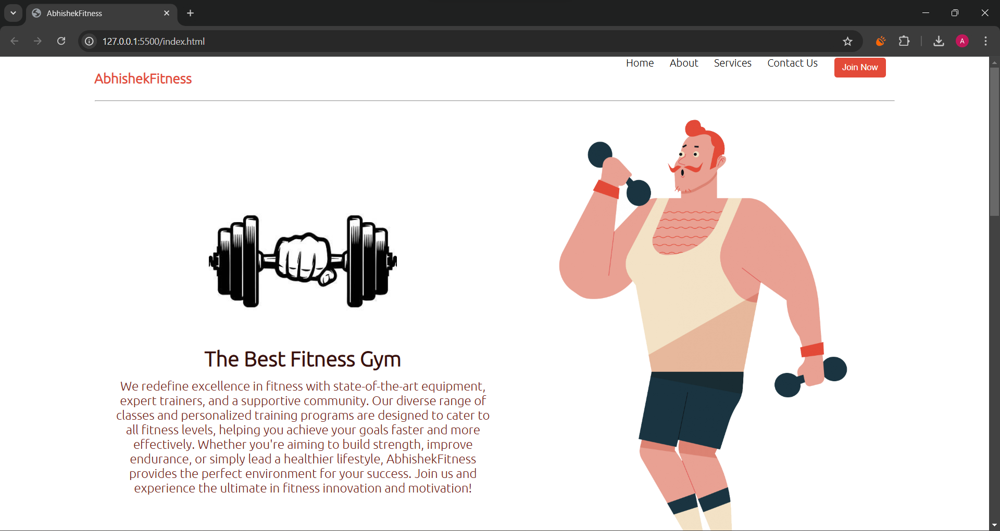 AbhishekFitness
127.0.0.1:5500/index.html
A
AbhishekFitness
Home About Services Contact Us Join Now
The Best Fitness Gym
We redefine excellence in fitness with state-of-the-art equipment,
expert trainers, and a supportive community. Our diverse range of
classes and personalized training programs are designed to cater to
all fitness levels, helping you achieve your goals faster and more
effectively. Whether you're aiming to build strength, improve
endurance, or simply lead a healthier lifestyle, AbhishekFitness
provides the perfect environment for your success. Join us and
experience the ultimate in fitness innovation and motivation!